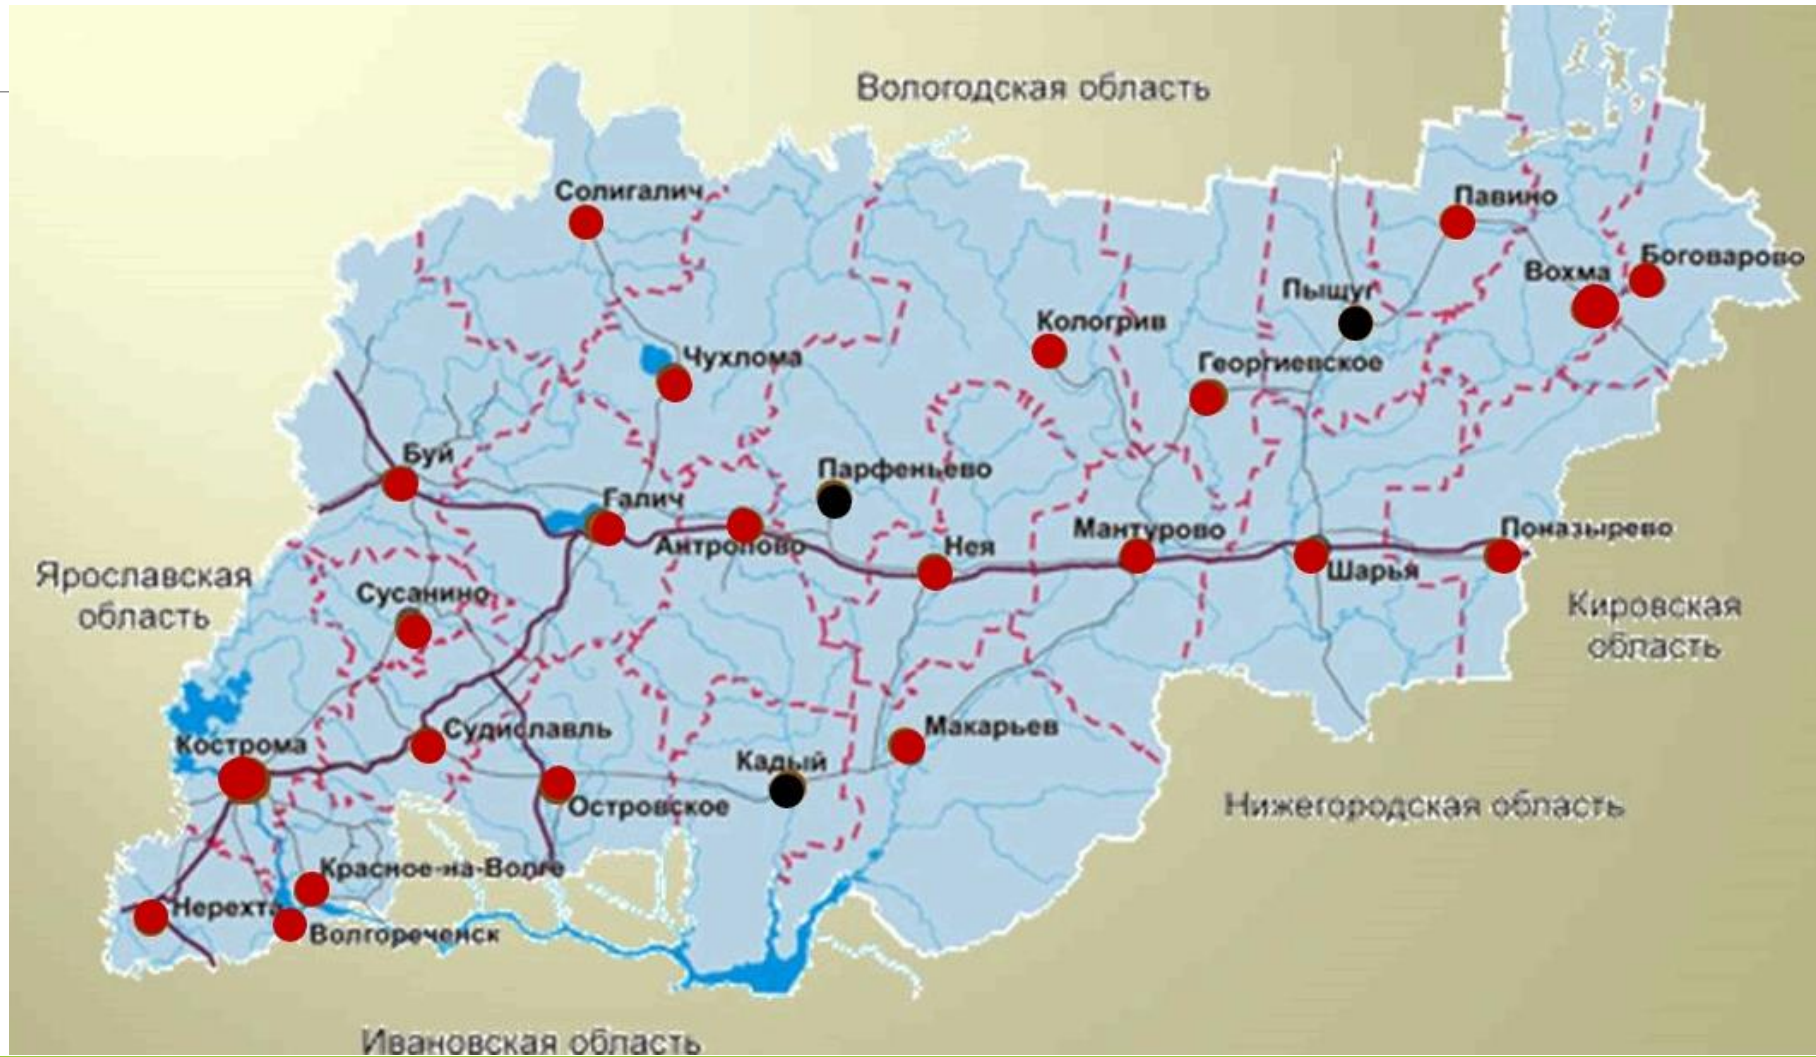 Вологодская область
Солигалич
Павино
Боговарово
Вохма
Пыщуг
Кологрив
Чухлома
Георгиевское
Буй
Парфеньево
Галич
Антропово
Нея
Мантурово
Поназырево
Шарья
Ярославская
область
Сусанино
Кировская
область
Судиславль
Макарьев
Кострома
Кадый
Островское
Нижегородская область
Красное-на-Волге
Нерехта
Волгореченск
Ивановская область